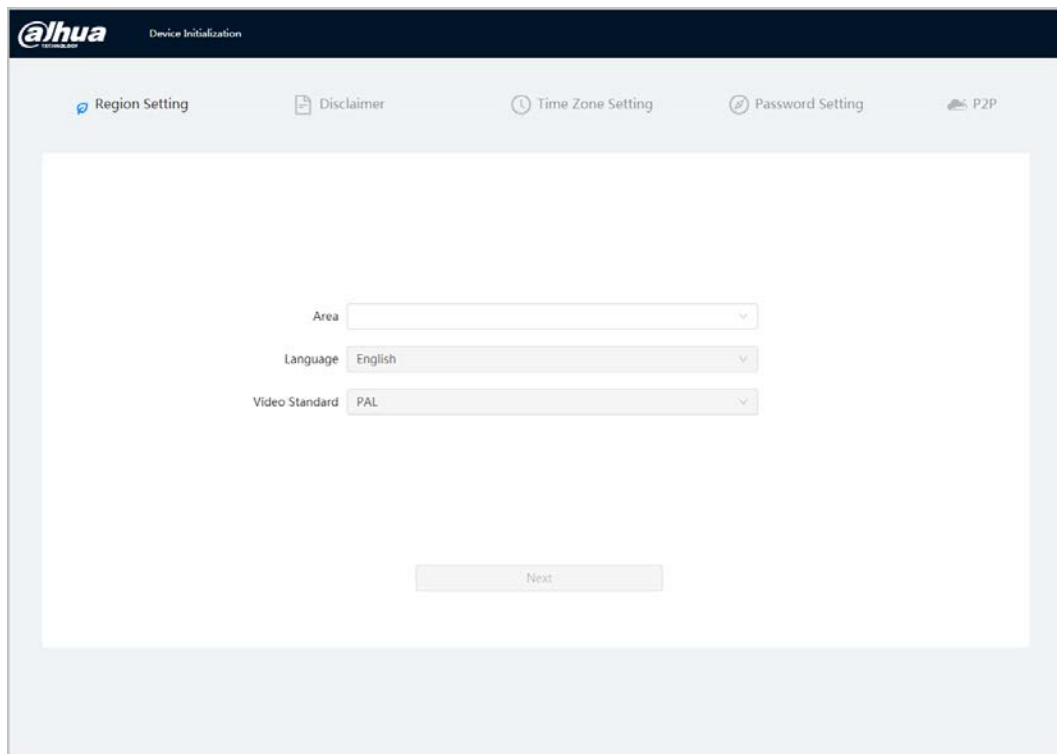 alhua
TECHNOLOGY
Device Initialization
Region Setting
Disclaimer
Time Zone Setting
Password Setting
P2P
Area
Language English
Video Standard PAL
Next